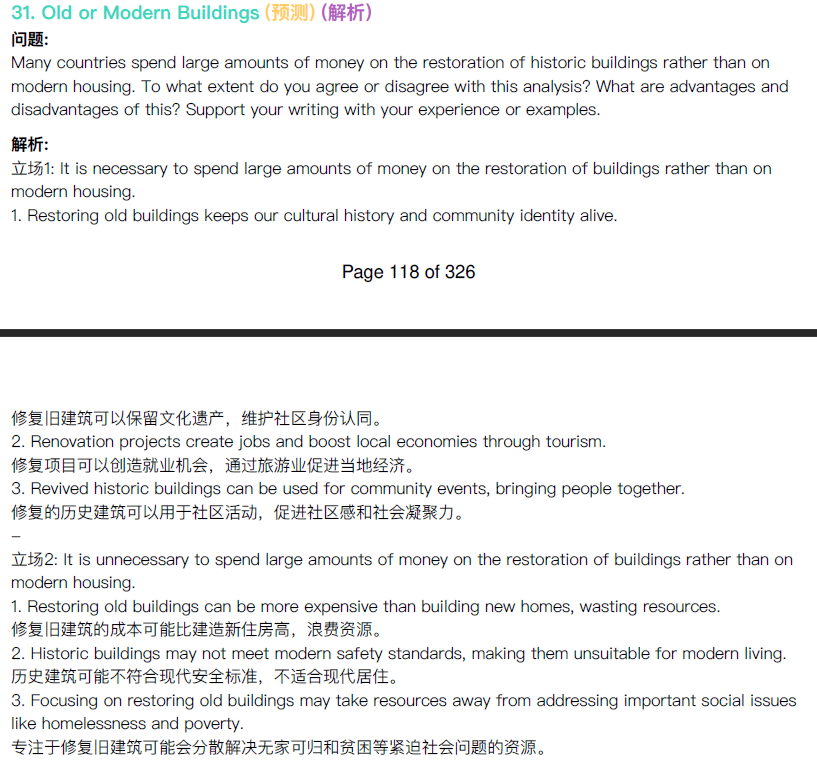 31. Old or Modern Buildings (预测) (解析)
问题:
Many countries spend large amounts of money on the restoration of historic buildings rather than on
modern housing. To what extent do you agree or disagree with this analysis? What are advantages and
disadvantages of this? Support your writing with your experience or examples.
解析:
立场1: It is necessary to spend large amounts of money on the restoration of buildings rather than on
modern housing.
1. Restoring old buildings keeps our cultural history and community identity alive.
Page 118 of 326
修复旧建筑可以保留文化遗产，维护社区身份认同。
2. Renovation projects create jobs and boost local economies through tourism.
修复项目可以创造就业机会，通过旅游业促进当地经济。
3. Revived historic buildings can be used for community events, bringing people together.
修复的历史建筑可以用于社区活动，促进社区感和社会凝聚力。
–
立场2: It is unnecessary to spend large amounts of money on the restoration of buildings rather than on
modern housing.
1. Restoring old buildings can be more expensive than building new homes, wasting resources.
修复旧建筑的成本可能比建造新住房高，浪费资源。
2. Historic buildings may not meet modern safety standards, making them unsuitable for modern living.
历史建筑可能不符合现代安全标准，不适合现代居住。
3. Focusing on restoring old buildings may take resources away from addressing important social issues
like homelessness and poverty.
专注于修复旧建筑可能会分散解决无家可归和贫困等紧迫社会问题的资源。